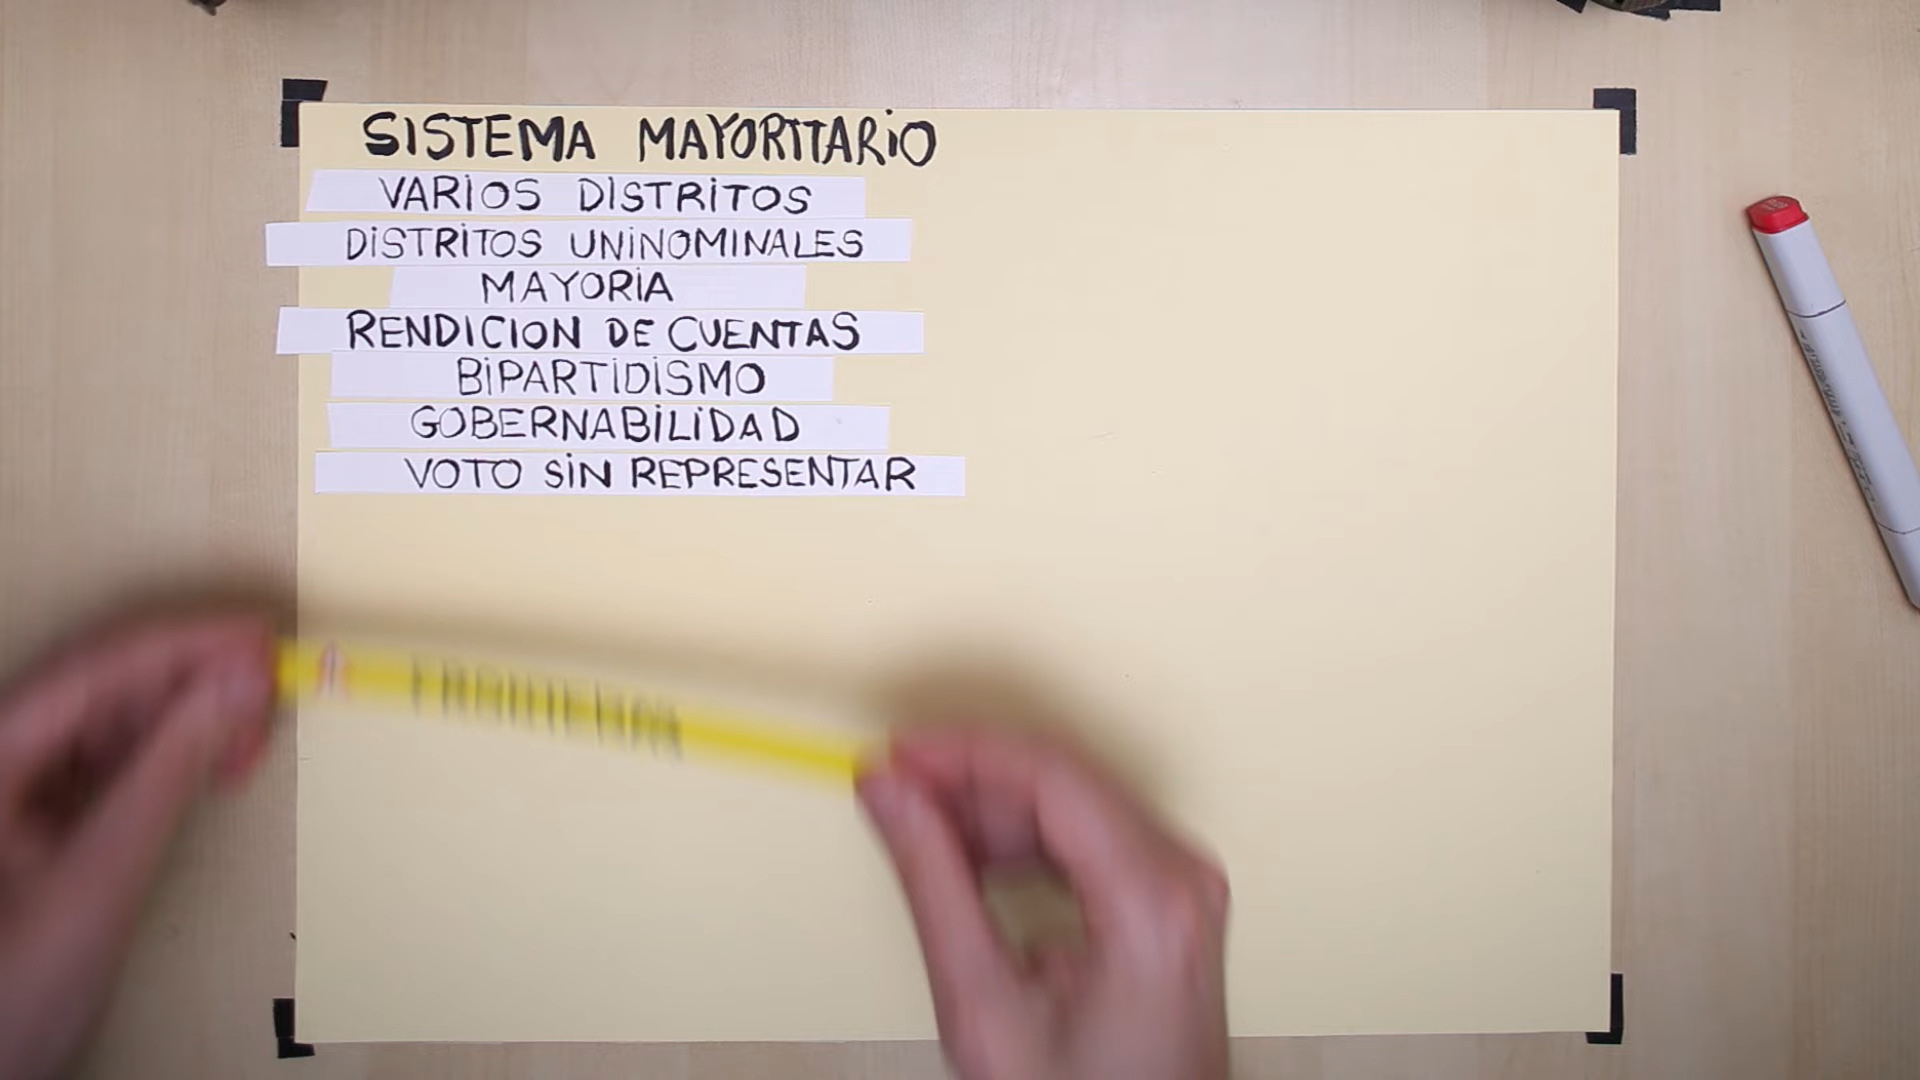 SISTEMA MAYORITARIO
VARIOS DISTRITOS
DISTRITOS UNINOMINALES
MAYORIA
RENDICION DE CUENTAS
BIPARTIDISMO
GOBERNABILIDAD
VOTO SIN REPRESENTAR